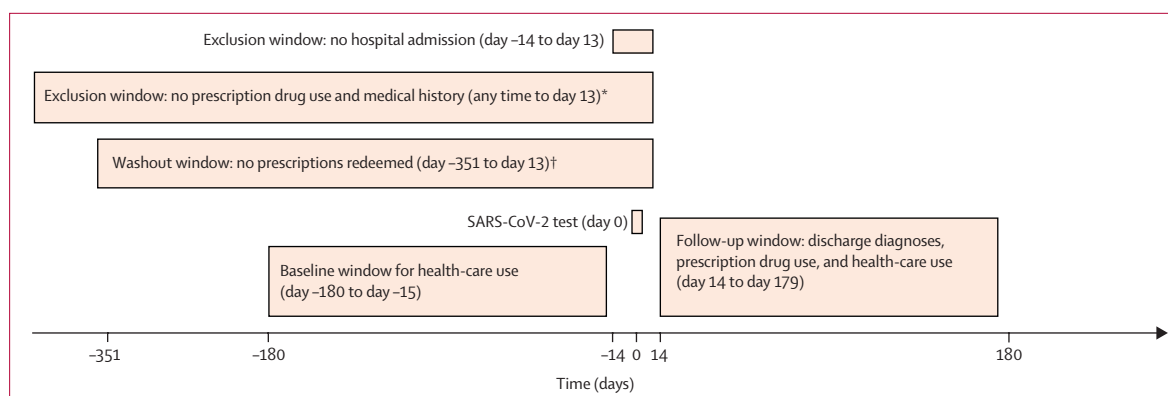 Exclusion window: no hospital admission (day –14 to day 13)
Exclusion window: no prescription drug use and medical history (any time to day 13)*
Washout window: no prescriptions redeemed (day –351 to day 13)†
SARS-CoV-2 test (day 0)
Baseline window for health-care use
(day –180 to day –15)
Follow-up window: discharge diagnoses,
prescription drug use, and health-care use
(day 14 to day 179)
–351 –180 –14 0 14 180
Time (days)